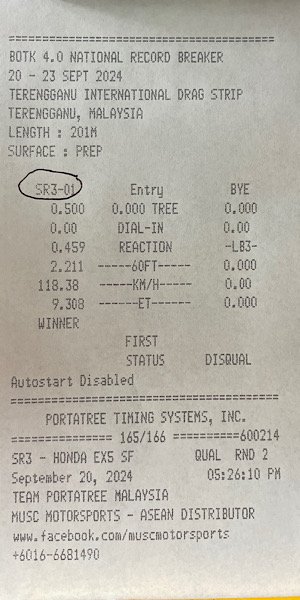 ==========================================
BOTK 4.0 NATIONAL RECORD BREAKER
20 - 23 SEPT 2024
TERENGGANU INTERNATIONAL DRAG STRIP
TERENGGANU, MALAYSIA
LENGTH : 201M
SURFACE : PREP
SR3-01 Entry BYE
0.500 0.000 TREE 0.000
0.00 DIAL-IN 0.00
0.459 REACTION -LB3-
2.211 ------60FT------ 0.000
118.38 ------KM/H------ 0.00
9.308 -------ET------- 0.000
WINNER
FIRST
STATUS DISQUAL
Autostart Disabled
==========================================
PORTATREE TIMING SYSTEMS, INC.
================ 165/166 ==========600214
SR3 - HONDA EX5 SF QUAL RND 2
September 20, 2024 05:26:10 PM
TEAM PORTATREE MALAYSIA
MUSC MOTORSPORTS - ASEAN DISTRIBUTOR
www.facebook.com/muscmotorsports
+6016-6681490